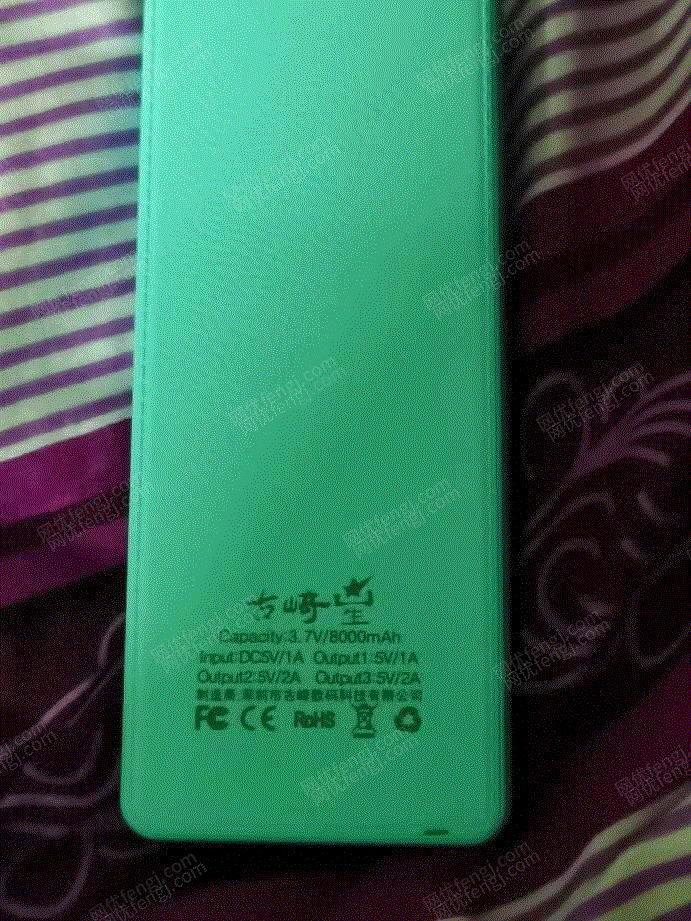 古崎星
Capacity:3.7V/8000mAh
Input:DC5V/1A Output1:5V/1A
Output2:5V/2A Output3:5V/2A
制造商:深圳市古崎数码科技有限公司
FC CE RoHS
网优fengj.com